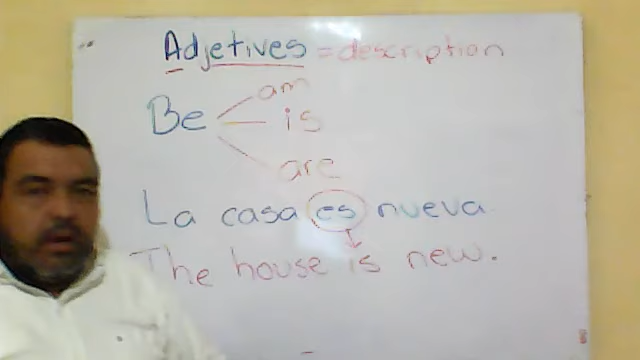 Adjetives = description
Be am
is
are
La casa es nueva
The house is new.